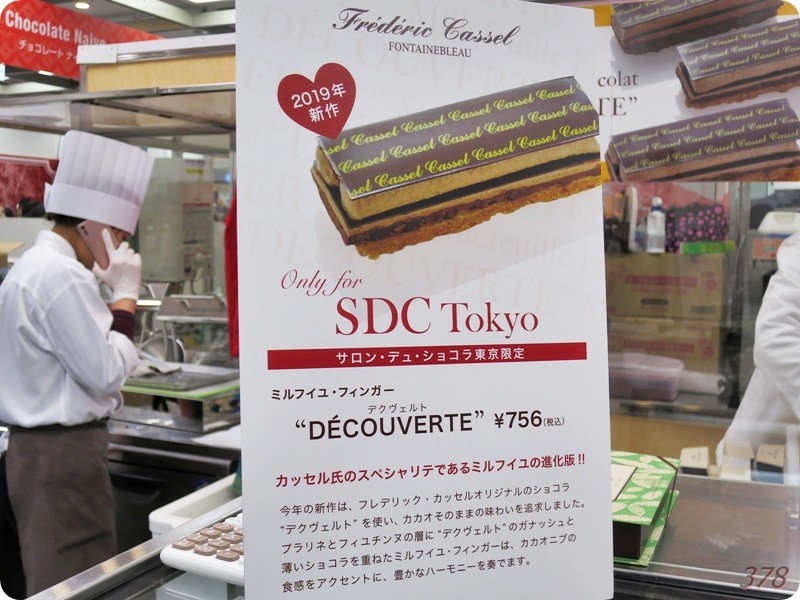 Chocolate Naive
チョコレート ナイ
Frédéric Cassel
FONTAINEBLEAU
2019年
新作
Cassel Cassel Cassel Cassel Cassel
Cassel Cassel Cassel Cassel Cassel
Cassel Cassel Cassel Cassel
colat
TE”
Only for
SDC Tokyo
サロン・デュ・ショコラ東京限定
ミルフイユ・フィンガー
デクヴェルト
“DÉCOUVERTE” ¥756(税込)
カッセル氏のスペシャリテであるミルフイユの進化版!!
今年の新作は、フレデリック・カッセルオリジナルのショコラ
“デクヴェルト”を使い、カカオそのままの味わいを追求しました。
プラリネとフィユチンヌの層に“デクヴェルト”のガナッシュと
薄いショコラを重ねたミルフイユ・フィンガーは、カカオニブの
食感をアクセントに、豊かなハーモニーを奏でます。
378